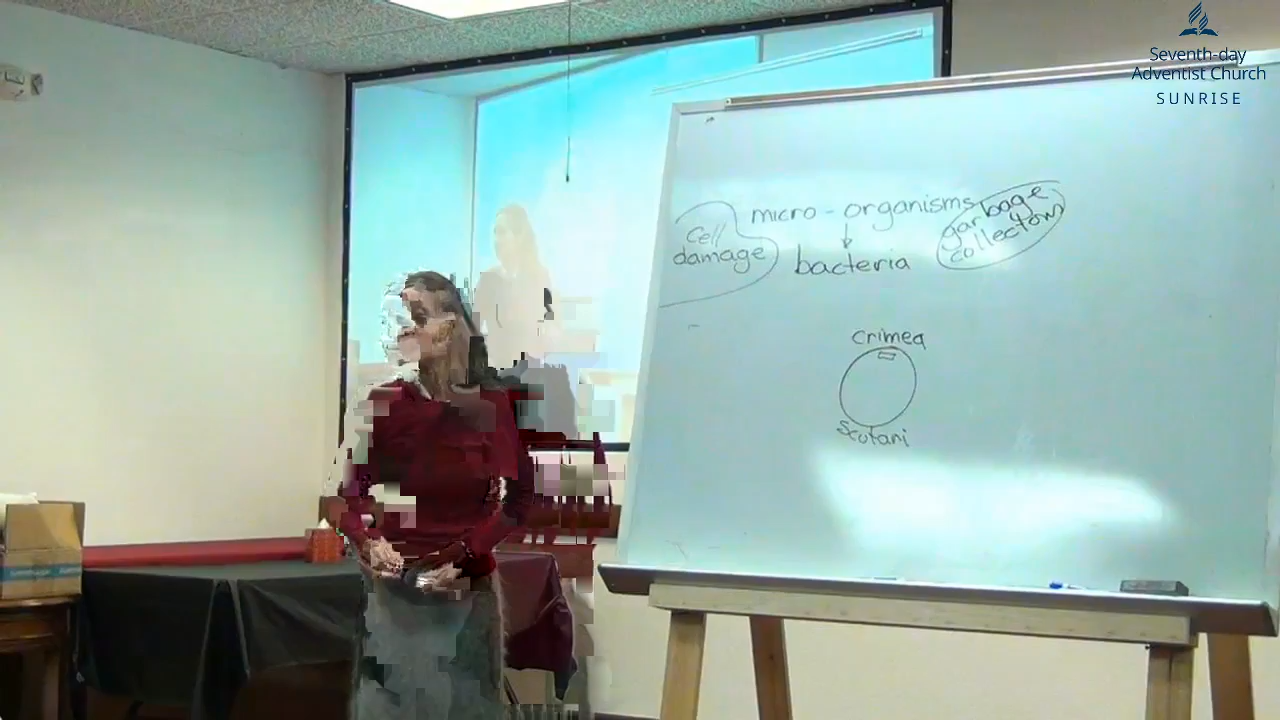 Seventh-day
Adventist Church
SUNRISE
micro - organisms
garbage
collectors
Cell
damage
bacteria
crimea
Scutari